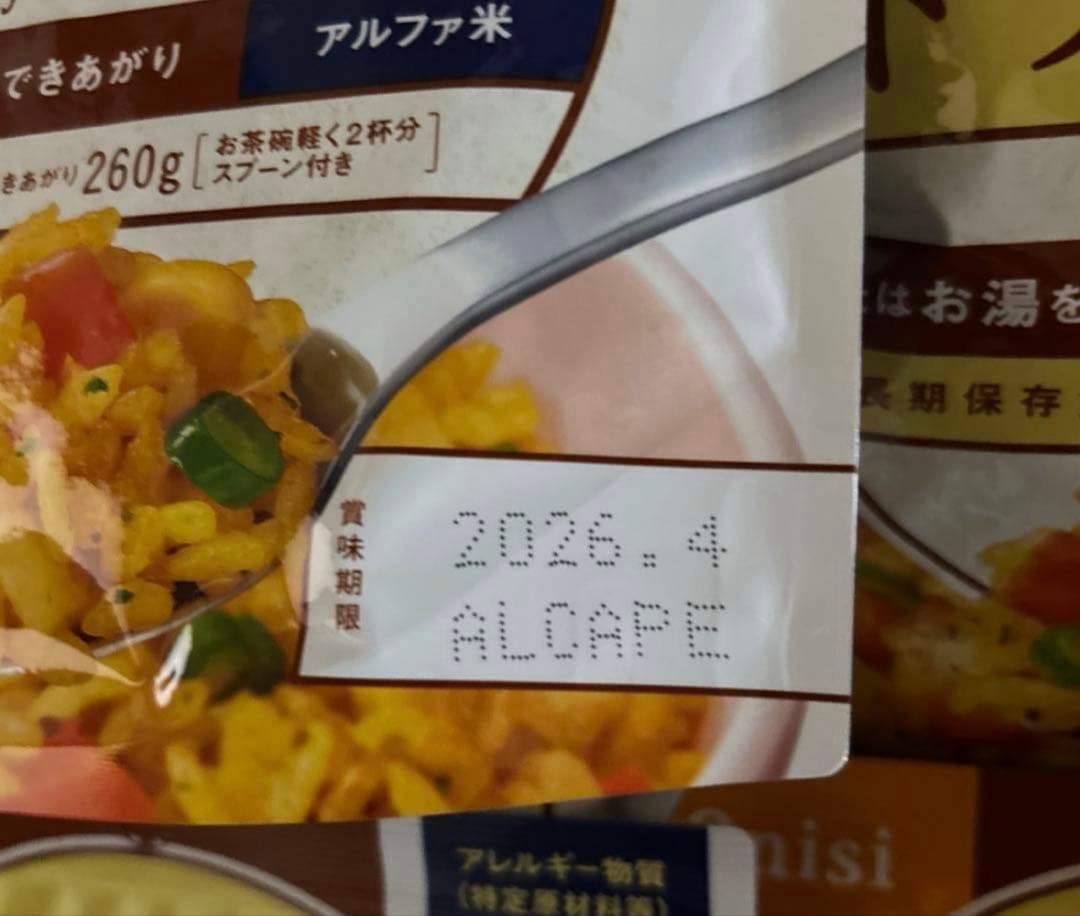 できあがり
アルファ米
きあがり260g[お茶碗軽く2杯分
スプーン付き]
はお湯を
長期保存
賞味期限
2026.4
ALCAPE
nisi
アレルギー物質
(特定原材料等)